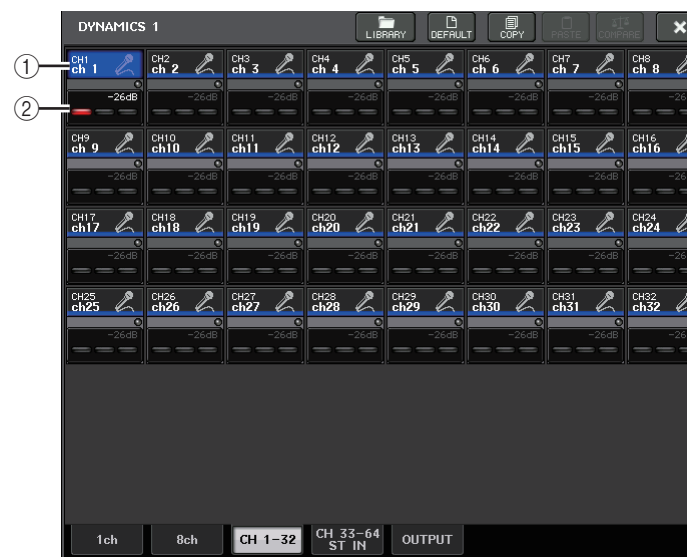 DYNAMICS 1
LIBRARY DEFAULT COPY PASTE COMPARE
① CH1 CH2 CH3 CH4 CH5 CH6 CH7 CH8
ch 1 ch 2 ch 3 ch 4 ch 5 ch 6 ch 7 ch 8
② -26dB -26dB -26dB -26dB -26dB -26dB -26dB -26
CH9 CH10 CH11 CH12 CH13 CH14 CH15 CH16
ch 9 ch10 ch11 ch12 ch13 ch14 ch15 ch16
-26dB -26dB -26dB -26dB -26dB -26dB -26dB -26
CH17 CH18 CH19 CH20 CH21 CH22 CH23 CH24
ch17 ch18 ch19 ch20 ch21 ch22 ch23 ch24
-26dB -26dB -26dB -26dB -26dB -26dB -26dB -26
CH25 CH26 CH27 CH28 CH29 CH30 CH31 CH32
ch25 ch26 ch27 ch28 ch29 ch30 ch31 ch32
-26dB -26dB -26dB -26dB -26dB -26dB -26dB -26
1ch 8ch CH 1-32 CH 33-64 OUTPUT
ST IN